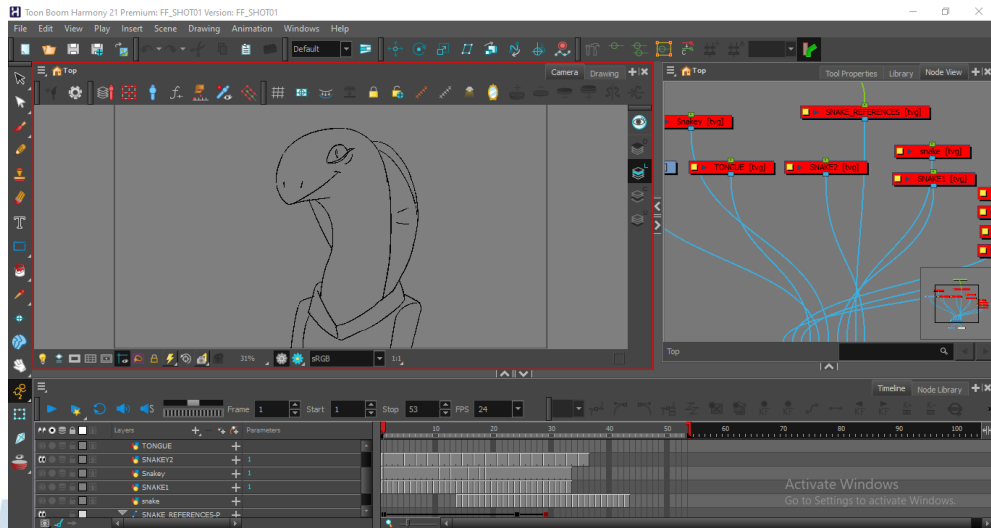 Toon Boom Harmony 21 Premium: FF_SHOT01 Version: FF_SHOT01
File Edit View Play Insert Scene Drawing Animation Windows Help
Default
Top Camera Drawing
Top Tool Properties Library Node View
SNAKE_REFERENCES [tvg]
Snakey [tvg]
snake [tvg]
TONGUE [tvg] SNAKE2 [tvg]
SNAKE1 [tvg]
T
31% sRGB 1:1
Top
Timeline Node Library
Frame 1 Start 1 Stop 53 FPS 24
Layers Parameters 10 20 30 40 50 60 70 80 90 100
TONGUE
SNAKEY2 1
Snakey 1
SNAKE1 1
snake
SNAKE_REFERENCES-P
Activate Windows
Go to Settings to activate Windows.